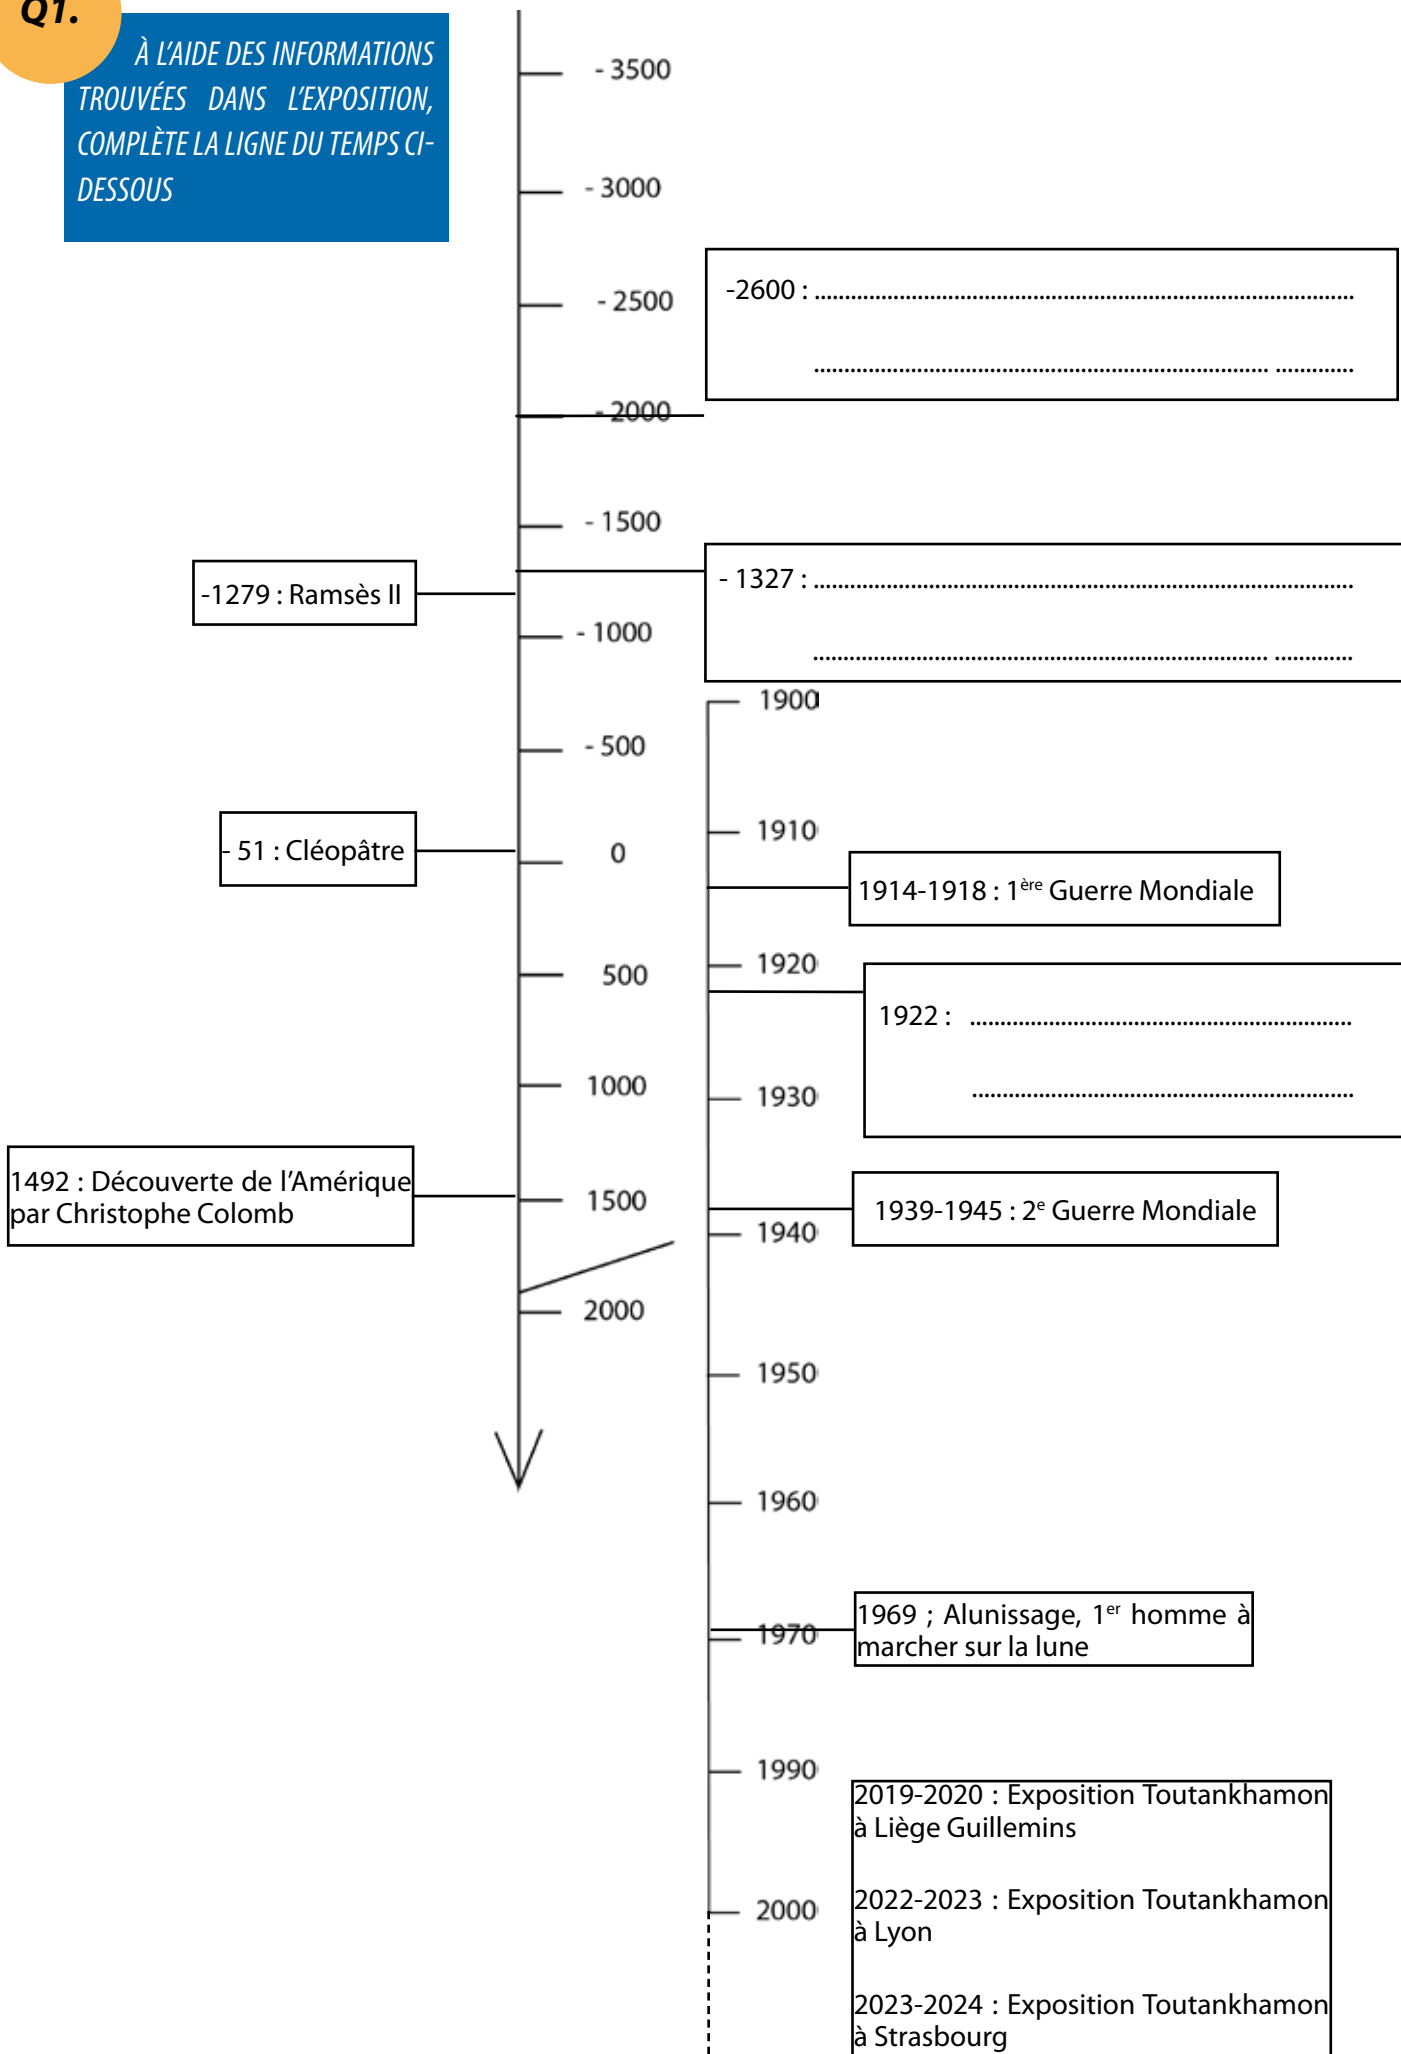 Q1.
À L'AIDE DES INFORMATIONS
TROUVÉES DANS L'EXPOSITION,
COMPLÈTE LA LIGNE DU TEMPS CI-
DESSOUS
- 3500
- 3000
-2600 : ..........................................................................................
........................................................................... .............
- 2500
- 2000
- 1500
- 1327 : ..........................................................................................
........................................................................... .............
-1279 : Ramsès II
- 1000
- 500
- 51 : Cléopâtre
0
500
1000
1492 : Découverte de l'Amérique
par Christophe Colomb
1500
2000
1900
1910
1914-1918 : 1ère Guerre Mondiale
1920
1922 : ...............................................................
...............................................................
1930
1939-1945 : 2e Guerre Mondiale
1940
1950
1960
1969 ; Alunissage, 1er homme à
marcher sur la lune
1970
1990
2000
2019-2020 : Exposition Toutankhamon
à Liège Guillemins
2022-2023 : Exposition Toutankhamon
à Lyon
2023-2024 : Exposition Toutankhamon
à Strasbourg